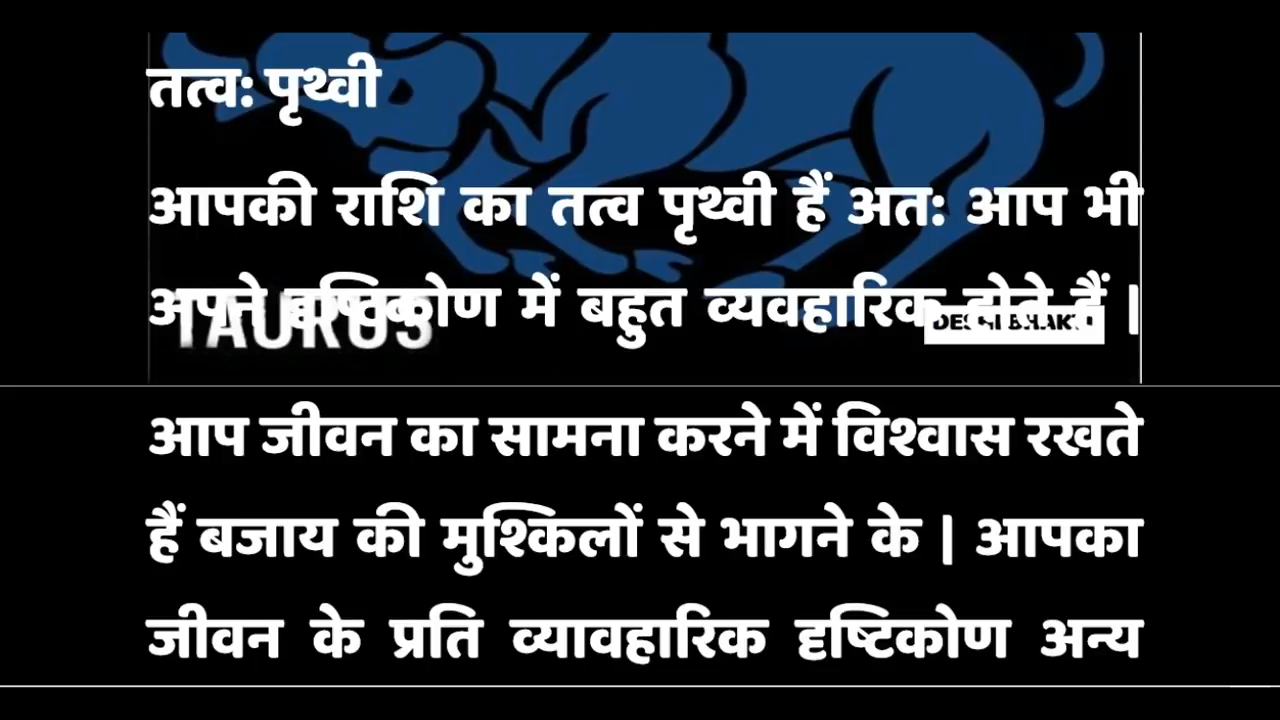 तत्व: पृथ्वी
आपकी राशि का तत्व पृथ्वी हैं अत: आप भी
अपने दृष्टिकोण में बहुत व्यवहारिक होते हैं |
TAURUS
DESHI BHAKTI
आप जीवन का सामना करने में विश्वास रखते
हैं बजाय की मुश्किलों से भागने के | आपका
जीवन के प्रति व्यावहारिक दृष्टिकोण अन्य